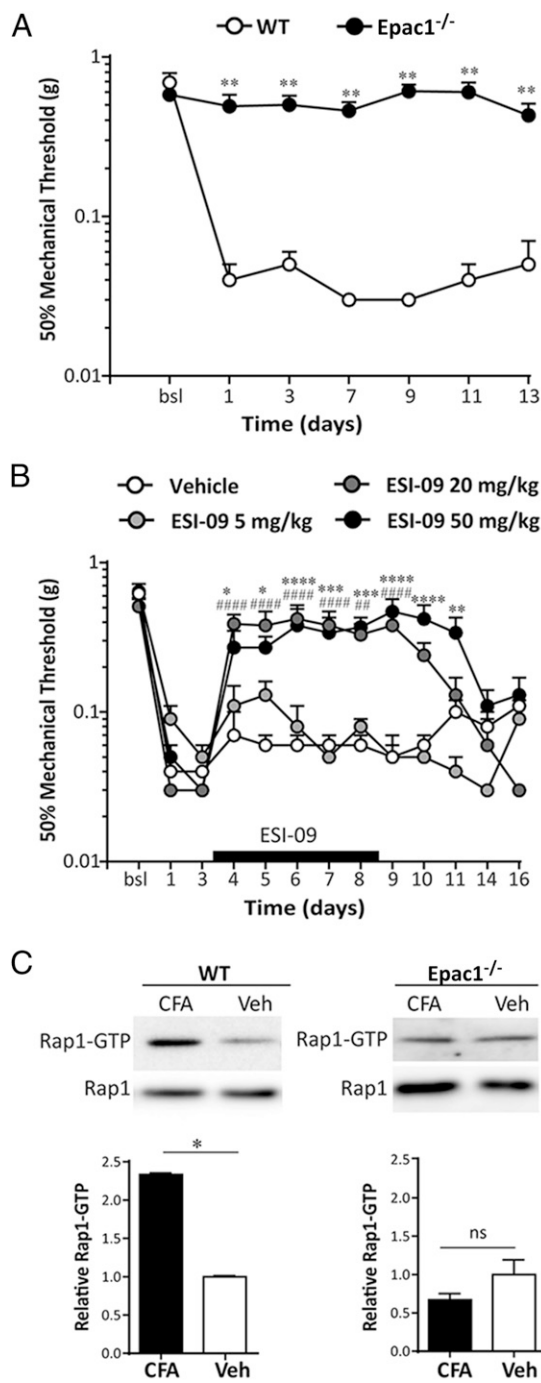 A
WT Epac1-/-
50% Mechanical Threshold (g)
1
0.1
0.01
** ** ** ** ** **
bsl 1 3 7 9 11 13
Time (days)
B
Vehicle ESI-09 20 mg/kg
ESI-09 5 mg/kg ESI-09 50 mg/kg
50% Mechanical Threshold (g)
1
0.1
0.01
* * **** *** *** **** **** **
#### #### #### #### ## ####
ESI-09
bsl 1 3 4 5 6 7 8 9 10 11 14 16
Time (days)
C
WT
CFA Veh
Rap1-GTP
Rap1
Relative Rap1-GTP
2.5
2.0
1.5
1.0
0.5
0.0
*
CFA Veh
Epac1-/-
CFA Veh
Rap1-GTP
Rap1
Relative Rap1-GTP
2.5
2.0
1.5
1.0
0.5
0.0
ns
CFA Veh